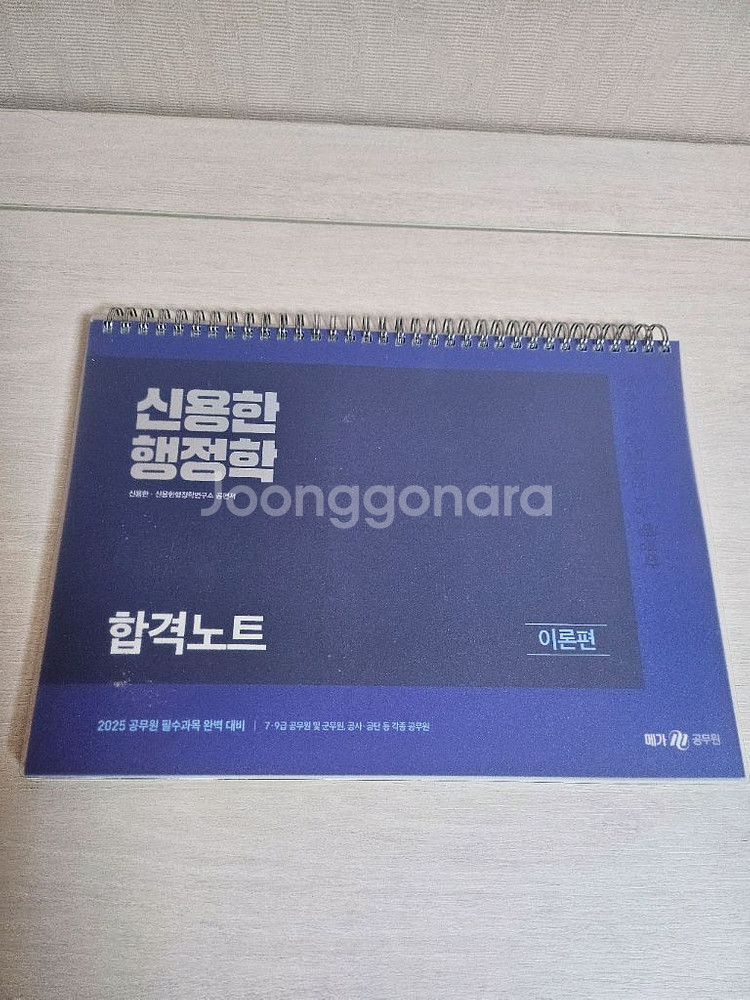 신용한
행정학
신용한 · 신용한행정학연구소 공편저
Joonggonara
합격노트
이론편
2025 공무원 필수과목 완벽 대비 | 7·9급 공무원 및 군무원, 공사·공단 등 각종 공무원
메가 공무원